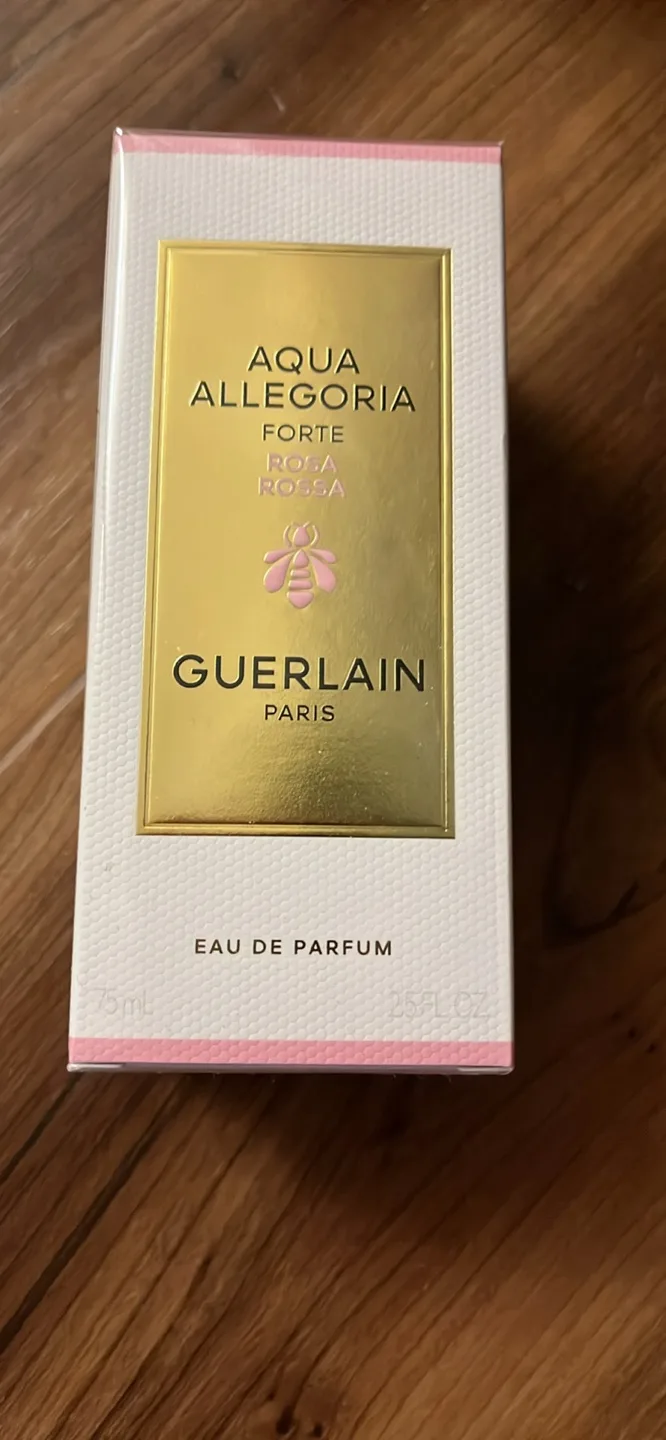 AQUA
ALLEGORIA
FORTE
ROSA
ROSSA
GUERLAIN
PARIS
EAU DE PARFUM
75 mL 2.5 FL. OZ.